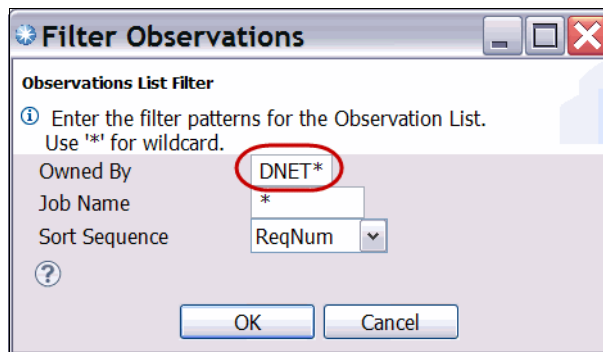 Filter Observations
Observations List Filter
Enter the filter patterns for the Observation List.
Use '*' for wildcard.
Owned By DNET*
Job Name *
Sort Sequence ReqNum
OK Cancel